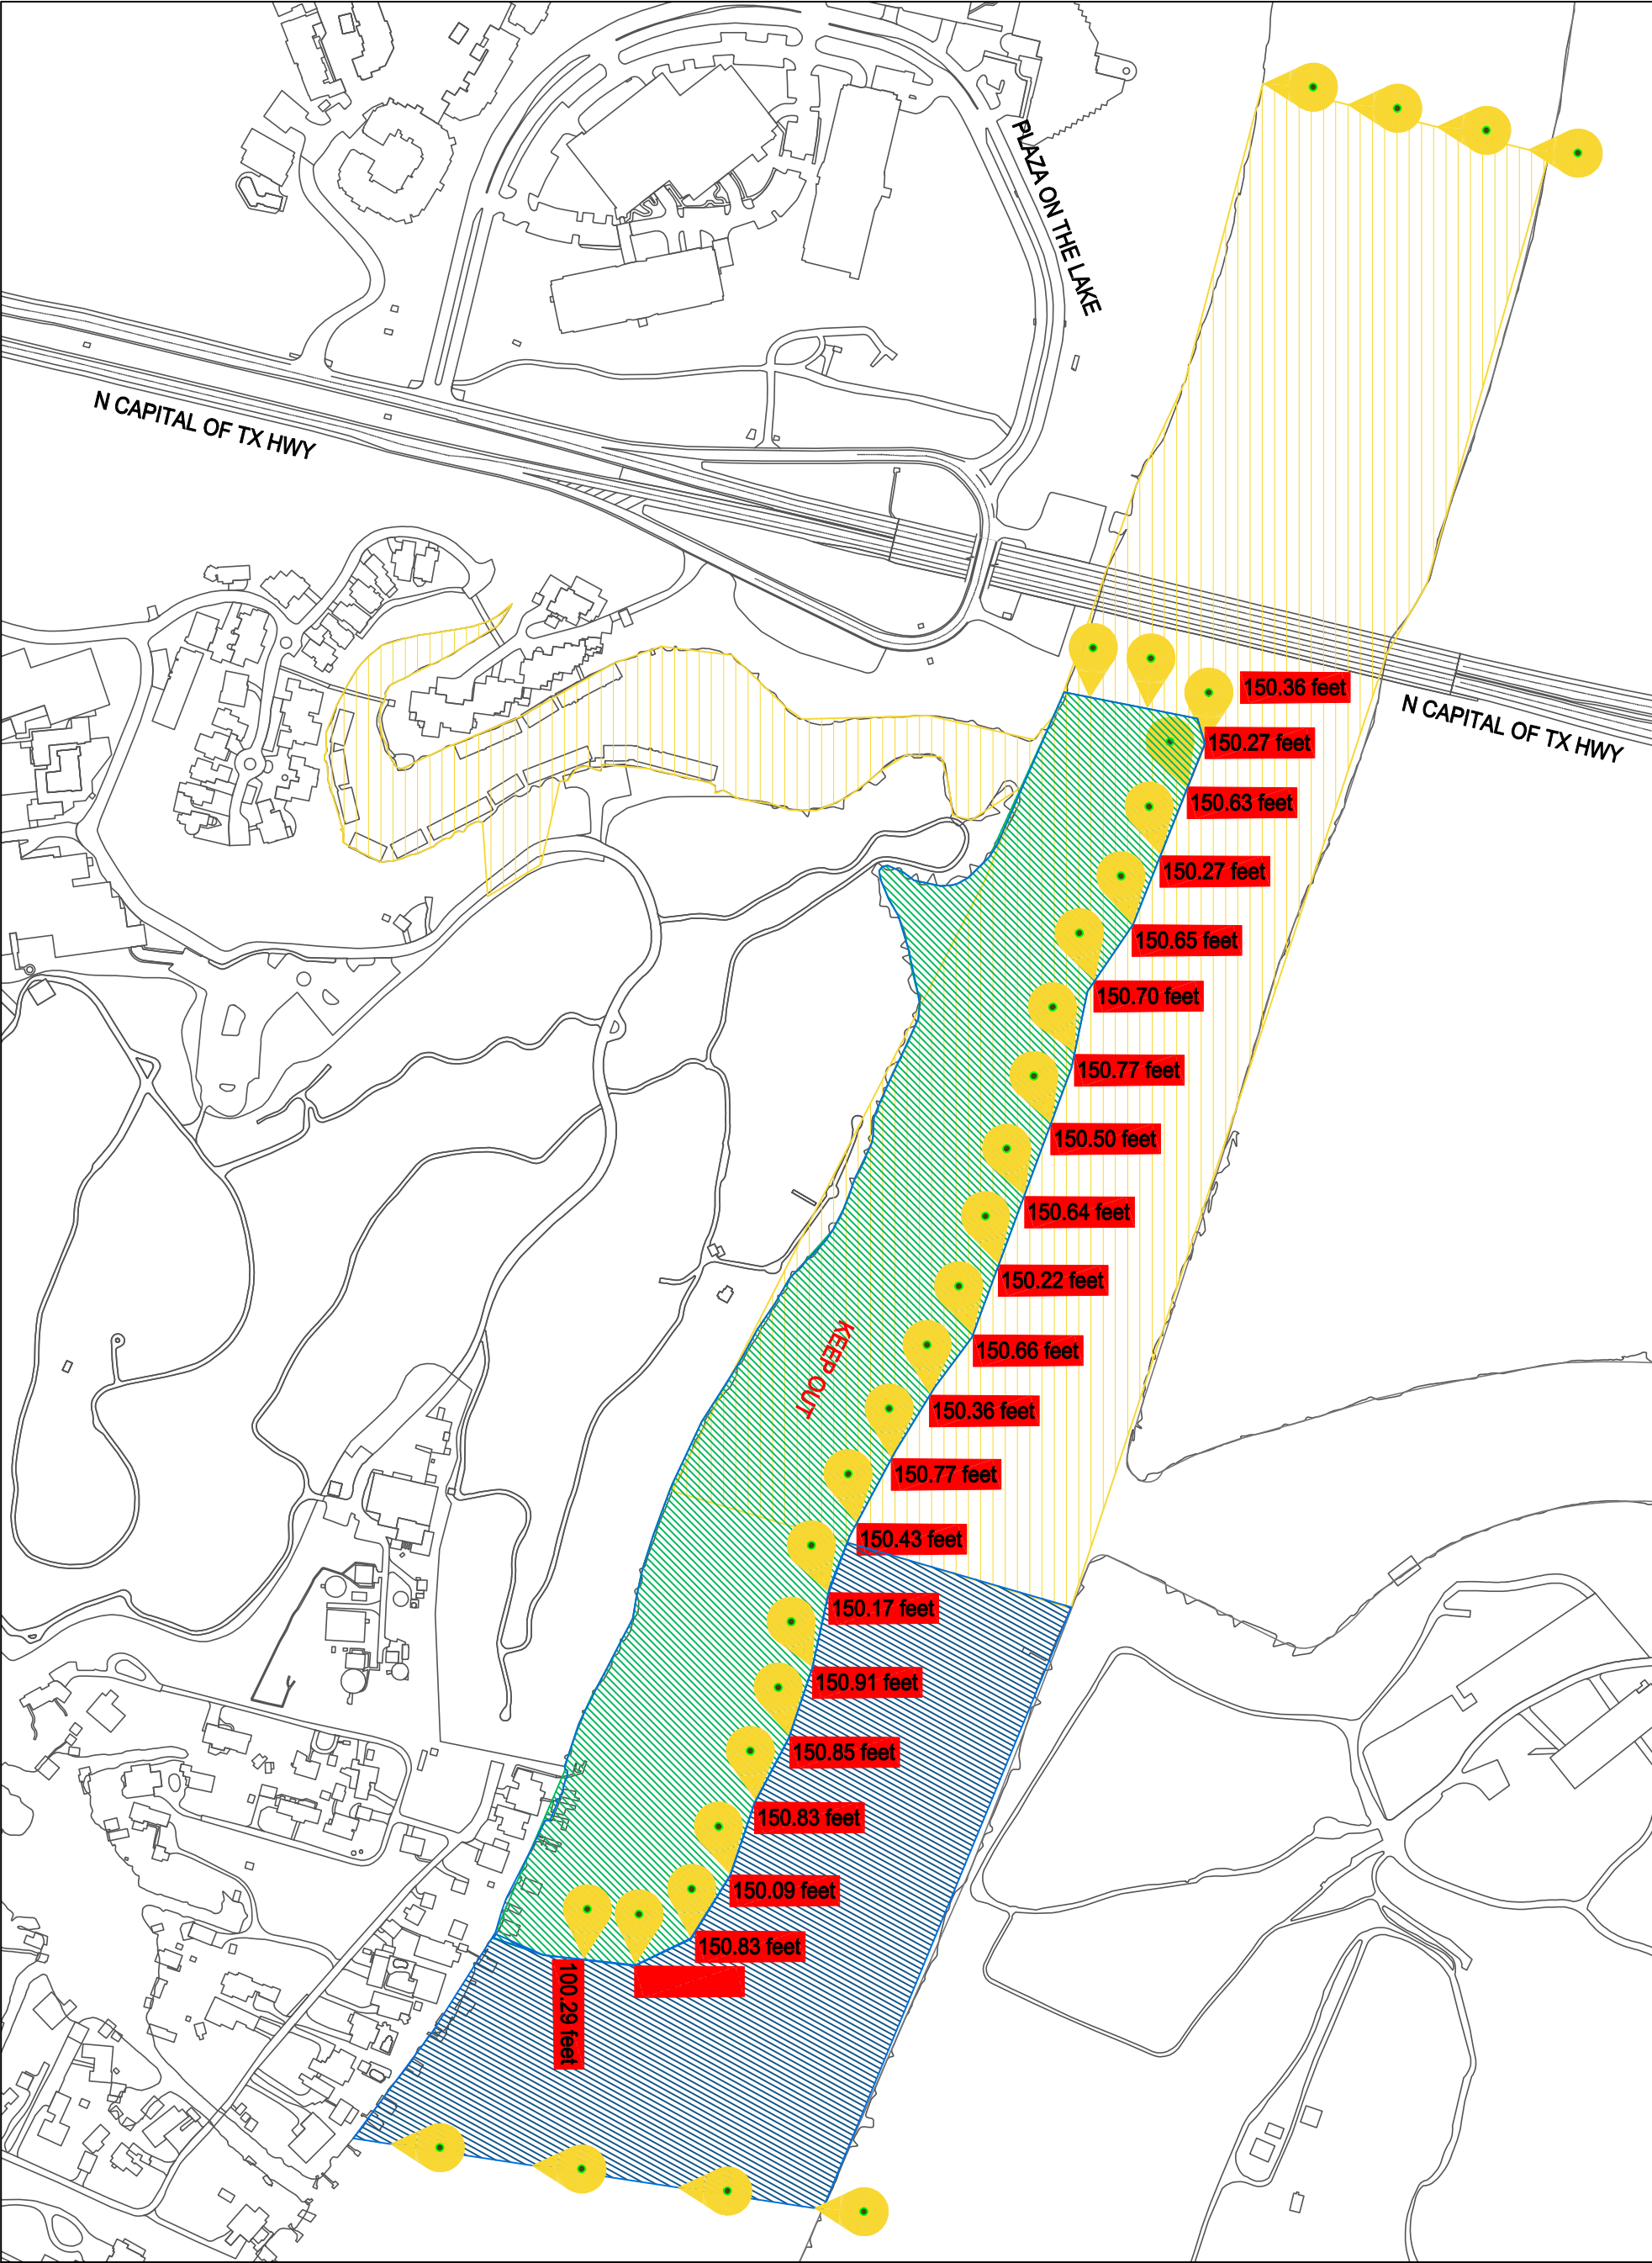 PLAZA ON THE LAKE
N CAPITAL OF TX HWY
150.36 feet
N CAPITAL OF TX HWY
150.27 feet
150.63 feet
150.27 feet
150.65 feet
150.70 feet
150.77 feet
150.50 feet
150.64 feet
150.22 feet
150.66 feet
KEEP OUT
150.36 feet
150.77 feet
150.43 feet
150.17 feet
150.91 feet
150.85 feet
150.83 feet
150.09 feet
150.83 feet
100.29 feet